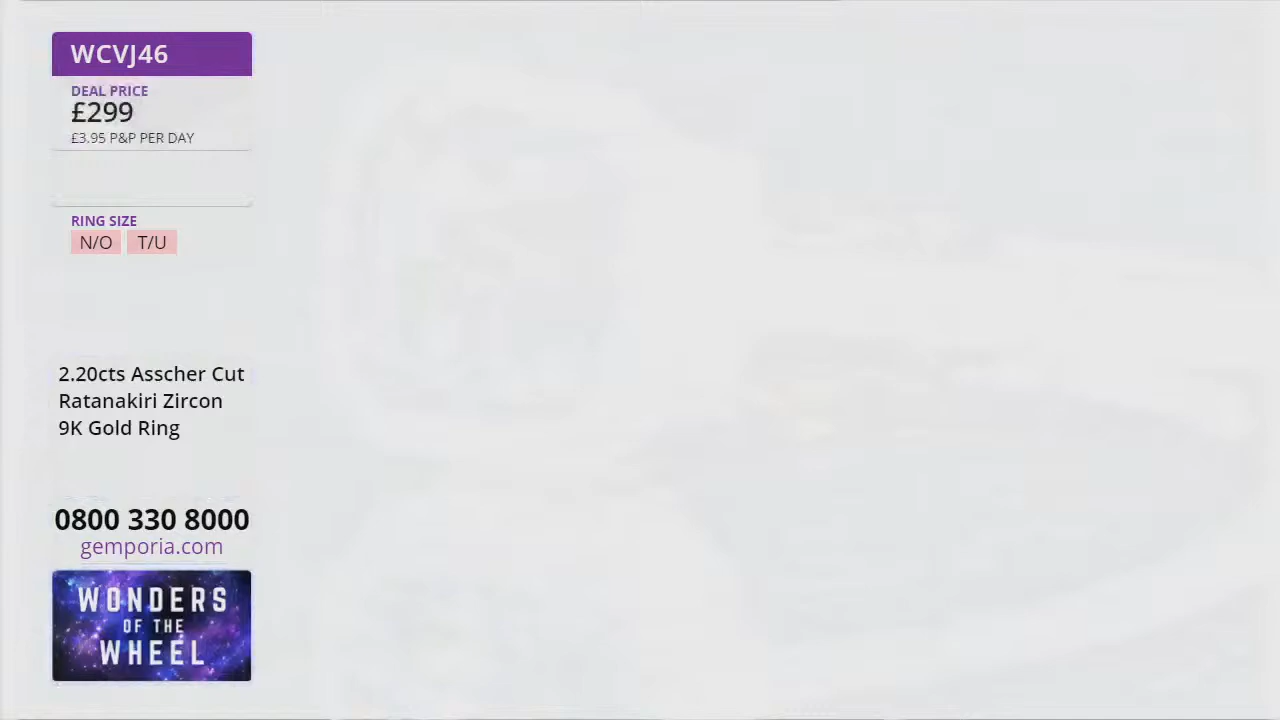 WCVJ46
DEAL PRICE
£299
£3.95 P&P PER DAY
RING SIZE
N/O T/U
2.20cts Asscher Cut
Ratanakiri Zircon
9K Gold Ring
0800 330 8000
gemporia.com
WONDERS
OF THE
WHEEL